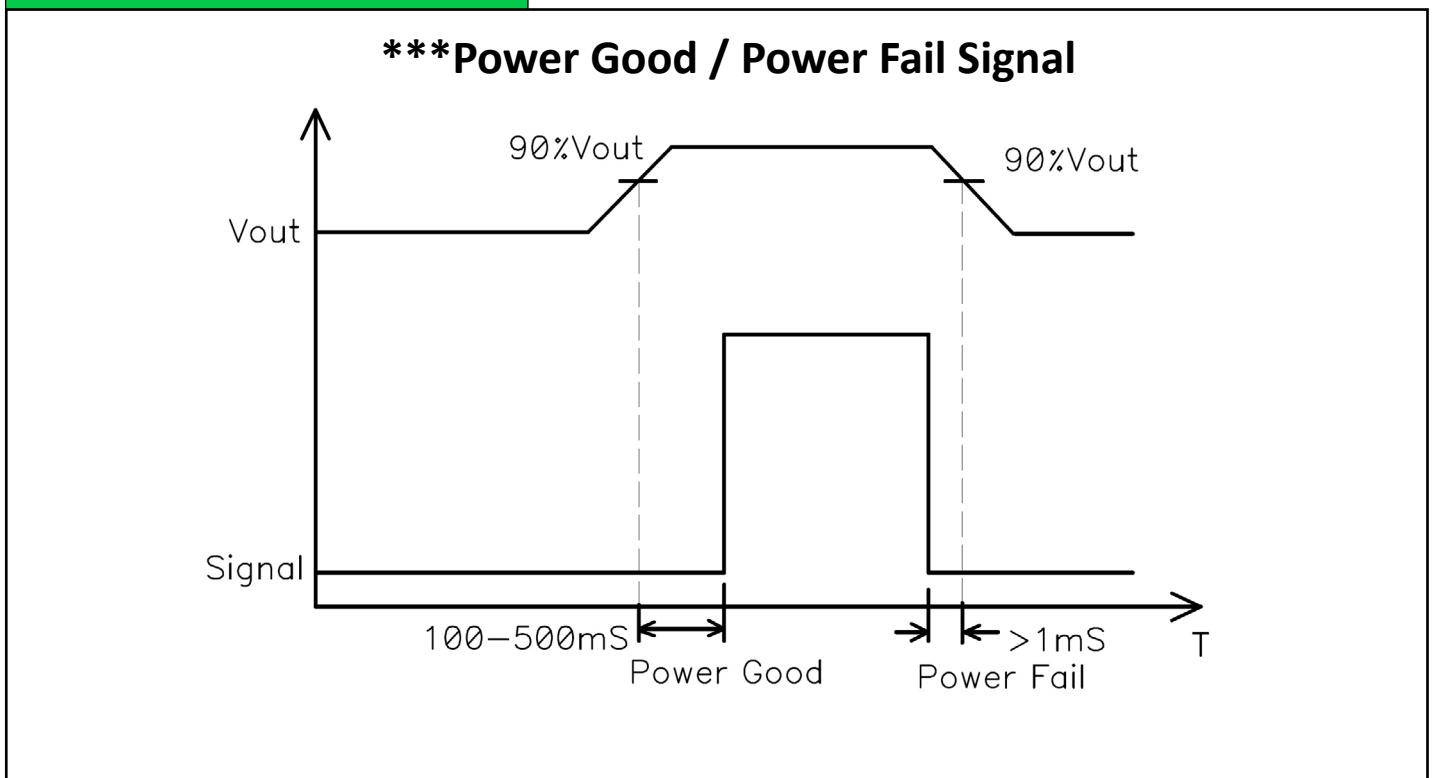 ***Power Good / Power Fail Signal
90%Vout
90%Vout
Vout
Signal
100-500mS
>1mS
T
Power Good
Power Fail